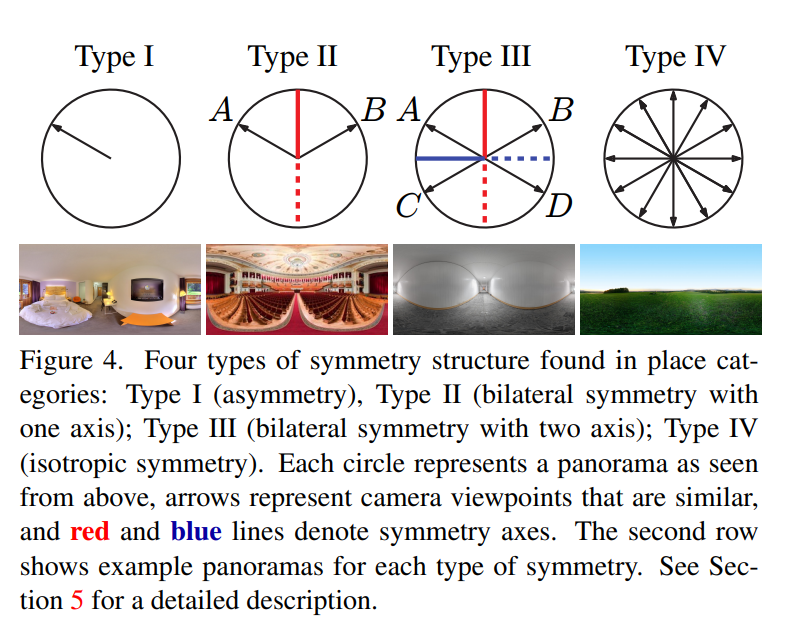 Type I Type II Type III Type IV
A B A B
C D
Figure 4. Four types of symmetry structure found in place cat-
egories: Type I (asymmetry), Type II (bilateral symmetry with
one axis); Type III (bilateral symmetry with two axis); Type IV
(isotropic symmetry). Each circle represents a panorama as seen
from above, arrows represent camera viewpoints that are similar,
and red and blue lines denote symmetry axes. The second row
shows example panoramas for each type of symmetry. See Sec-
tion 5 for a detailed description.